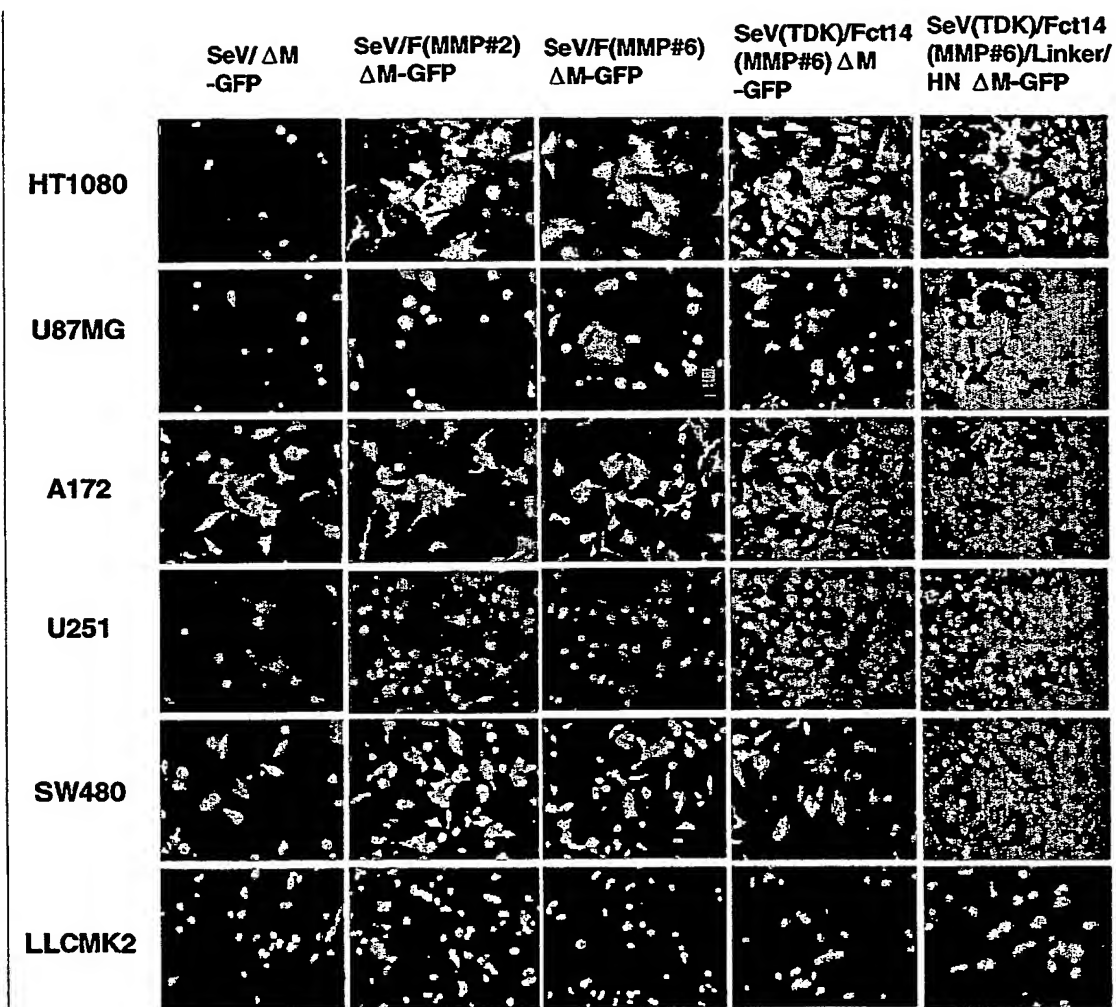 SeV/ΔM
-GFP
SeV/F(MMP#2)
ΔM-GFP
SeV/F(MMP#6)
ΔM-GFP
SeV(TDK)/Fct14
(MMP#6)ΔM
-GFP
SeV(TDK)/Fct14
(MMP#6)/Linker/
HN ΔM-GFP
HT1080
U87MG
A172
U251
SW480
LLCMK2